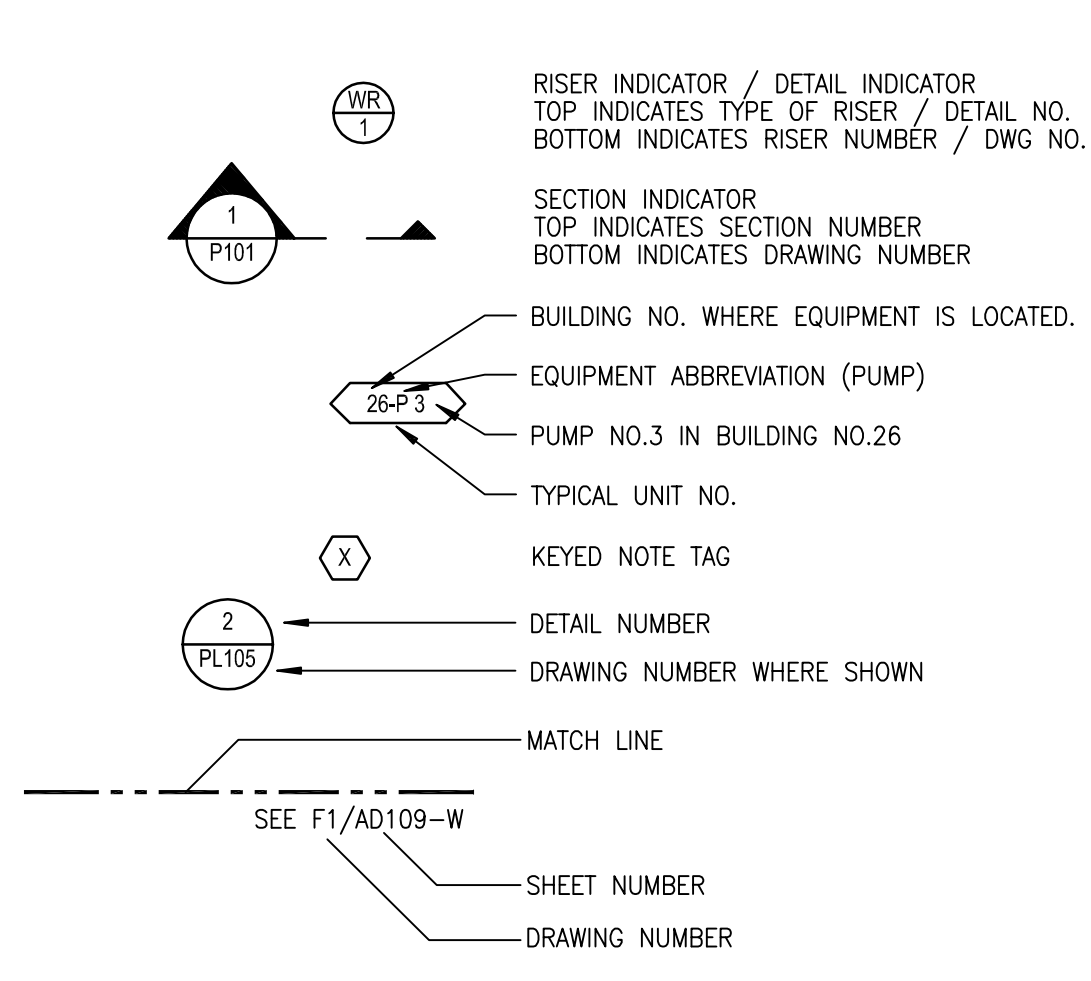 WR
1
RISER INDICATOR / DETAIL INDICATOR
TOP INDICATES TYPE OF RISER / DETAIL NO.
BOTTOM INDICATES RISER NUMBER / DWG NO.
1
P101
SECTION INDICATOR
TOP INDICATES SECTION NUMBER
BOTTOM INDICATES DRAWING NUMBER
BUILDING NO. WHERE EQUIPMENT IS LOCATED.
EQUIPMENT ABBREVIATION (PUMP)
26-P 3
PUMP NO.3 IN BUILDING NO.26
TYPICAL UNIT NO.
X
KEYED NOTE TAG
2
PL105
DETAIL NUMBER
DRAWING NUMBER WHERE SHOWN
MATCH LINE
SEE F1/AD109-W
SHEET NUMBER
DRAWING NUMBER